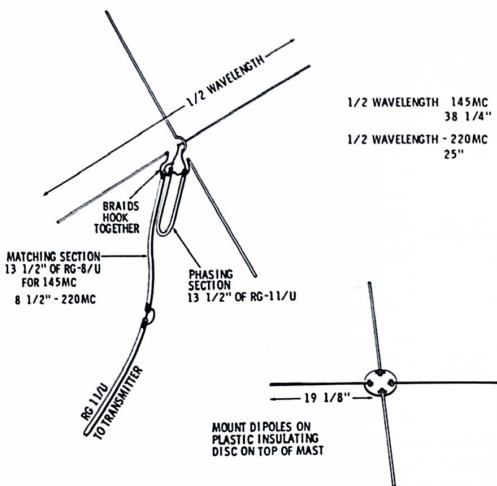 1/2 WAVELENGTH
1/2 WAVELENGTH 145MC
38 1/4"
1/2 WAVELENGTH - 220MC
25"
BRAIDS
HOOK
TOGETHER
MATCHING SECTION
13 1/2" OF RG-8/U
FOR 145MC
8 1/2" - 220MC
PHASING
SECTION
13 1/2" OF RG-11/U
RG 11/U
TO TRANSMITTER
19 1/8"
MOUNT DIPOLES ON
PLASTIC INSULATING
DISC ON TOP OF MAST